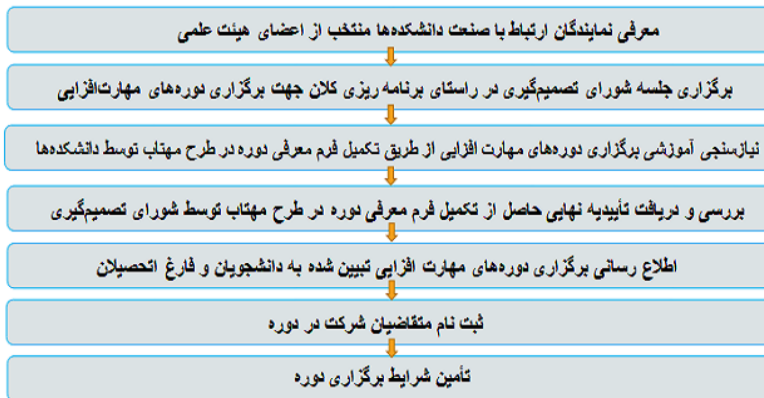 معرفی نمایندگان ارتباط با صنعت دانشکده‌ها منتخب از اعضای هیئت علمی
برگزاری جلسه شورای تصمیم‌گیری در راستای برنامه ریزی کلان جهت برگزاری دوره‌های مهارت‌افزایی
نیازسنجی آموزشی برگزاری دوره‌های مهارت افزایی از طریق تکمیل فرم معرفی دوره در طرح مهتاب توسط دانشکده‌ها
بررسی و دریافت تأییدیه نهایی حاصل از تکمیل فرم معرفی دوره در طرح مهتاب توسط شورای تصمیم‌گیری
اطلاع رسانی برگزاری دوره‌های مهارت افزایی تبیین شده به دانشجویان و فارغ اتحصیلان
ثبت نام متقاضیان شرکت در دوره
تأمین شرایط برگزاری دوره